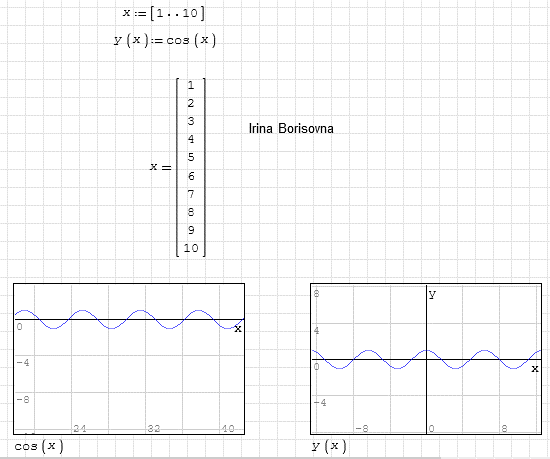 x:=[1..10]
y(x):=cos(x)
1
2
3
4
5
6
7
8
9
10
x=
Irina Borisovna
0
-4
-8
24
32
40
x
cos(x)
8
y
4
0
-4
-8
0
8
x
y(x)